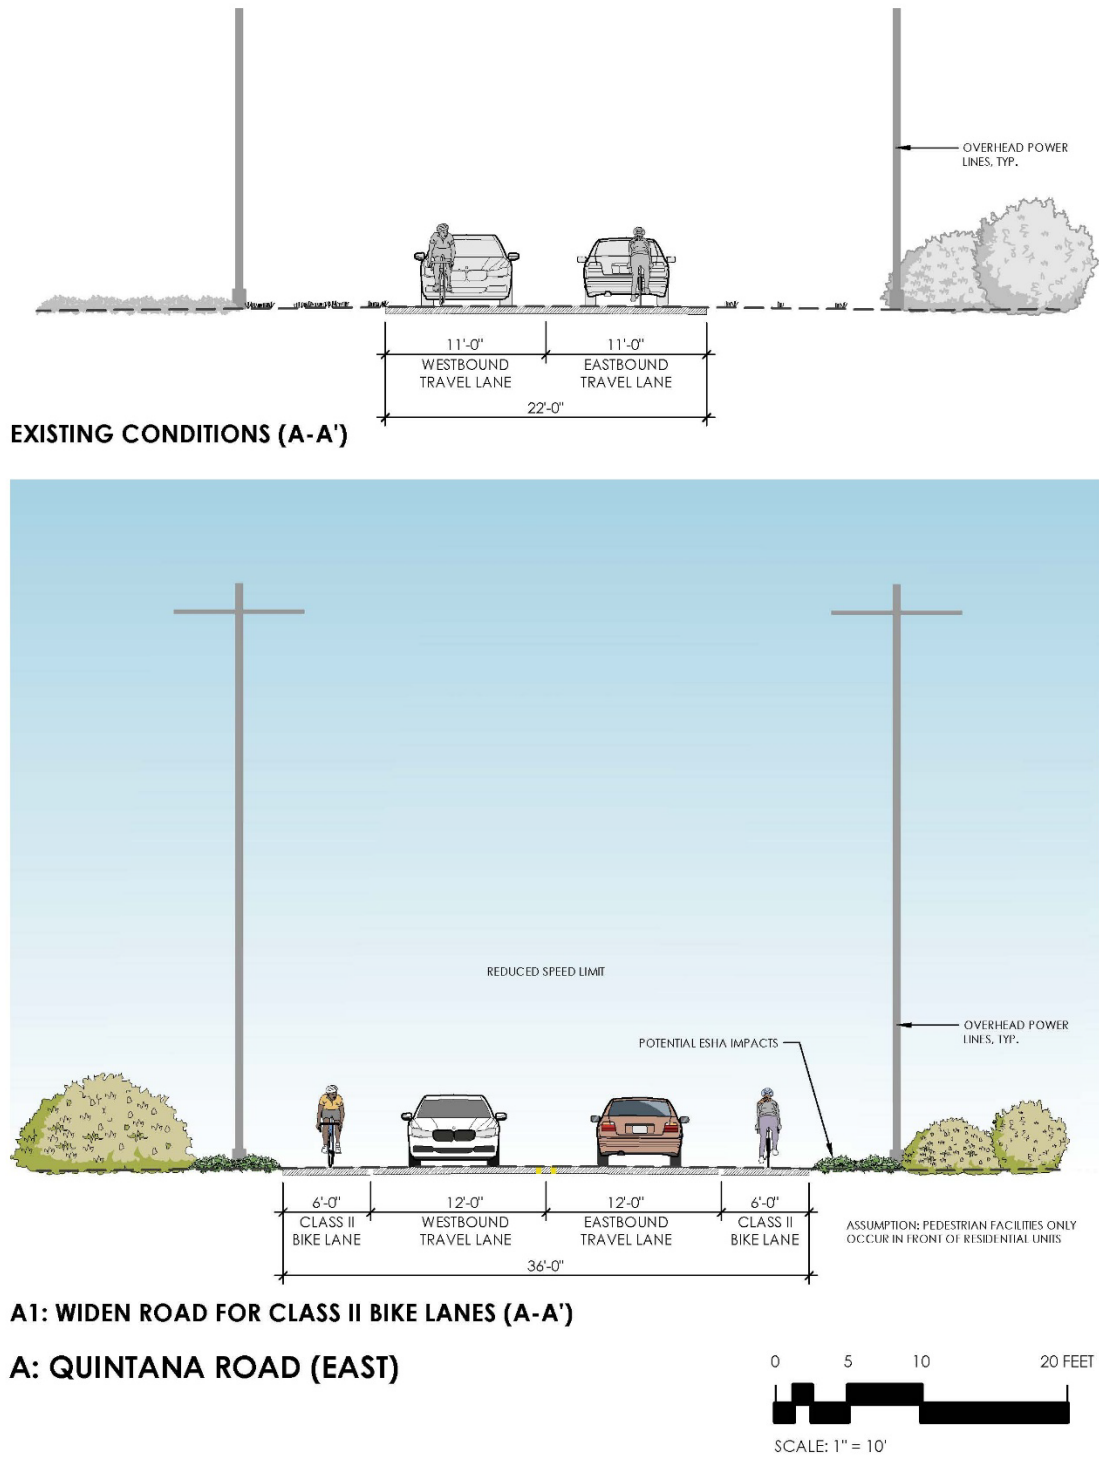 OVERHEAD POWER
LINES, TYP.
11'-0" 11'-0"
WESTBOUND EASTBOUND
TRAVEL LANE TRAVEL LANE
22'-0"
EXISTING CONDITIONS (A-A')
REDUCED SPEED LIMIT
OVERHEAD POWER
LINES, TYP.
POTENTIAL ESHA IMPACTS
6'-0" 12'-0" 12'-0" 6'-0"
CLASS II WESTBOUND EASTBOUND CLASS II
BIKE LANE TRAVEL LANE TRAVEL LANE BIKE LANE
36'-0"
ASSUMPTION: PEDESTRIAN FACILITIES ONLY
OCCUR IN FRONT OF RESIDENTIAL UNITS
A1: WIDEN ROAD FOR CLASS II BIKE LANES (A-A')
A: QUINTANA ROAD (EAST)
0 5 10 20 FEET
SCALE: 1" = 10'